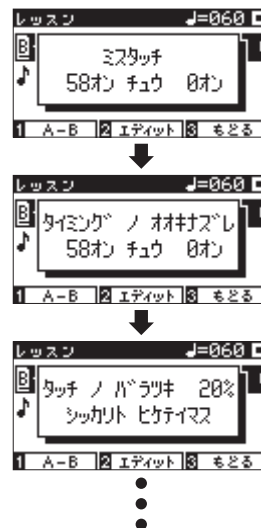 レッスン ♩=060
B
ミスタッチ
♪
58オン チュウ 0オン
1 A-B 2 エディット 3 もどる
レッスン ♩=060
B
タイミング ノ オオキナズレ
♪
58オン チュウ 0オン
1 A-B 2 エディット 3 もどる
レッスン ♩=060
B
タッチ ノ バラツキ 20%
♪
シッカリト ヒケテイマス
1 A-B 2 エディット 3 もどる